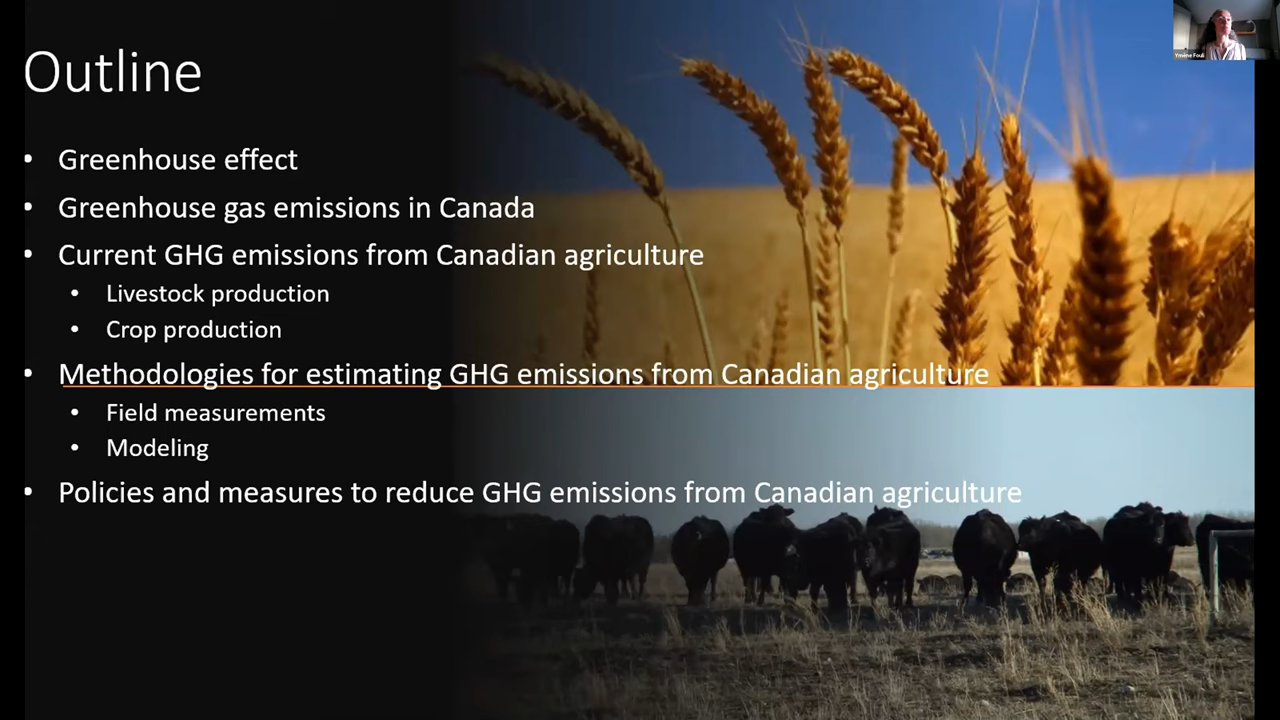 Outline
• Greenhouse effect
• Greenhouse gas emissions in Canada
• Current GHG emissions from Canadian agriculture
• Livestock production
• Crop production
• Methodologies for estimating GHG emissions from Canadian agriculture
• Field measurements
• Modeling
• Policies and measures to reduce GHG emissions from Canadian agriculture
Ymène Fouli